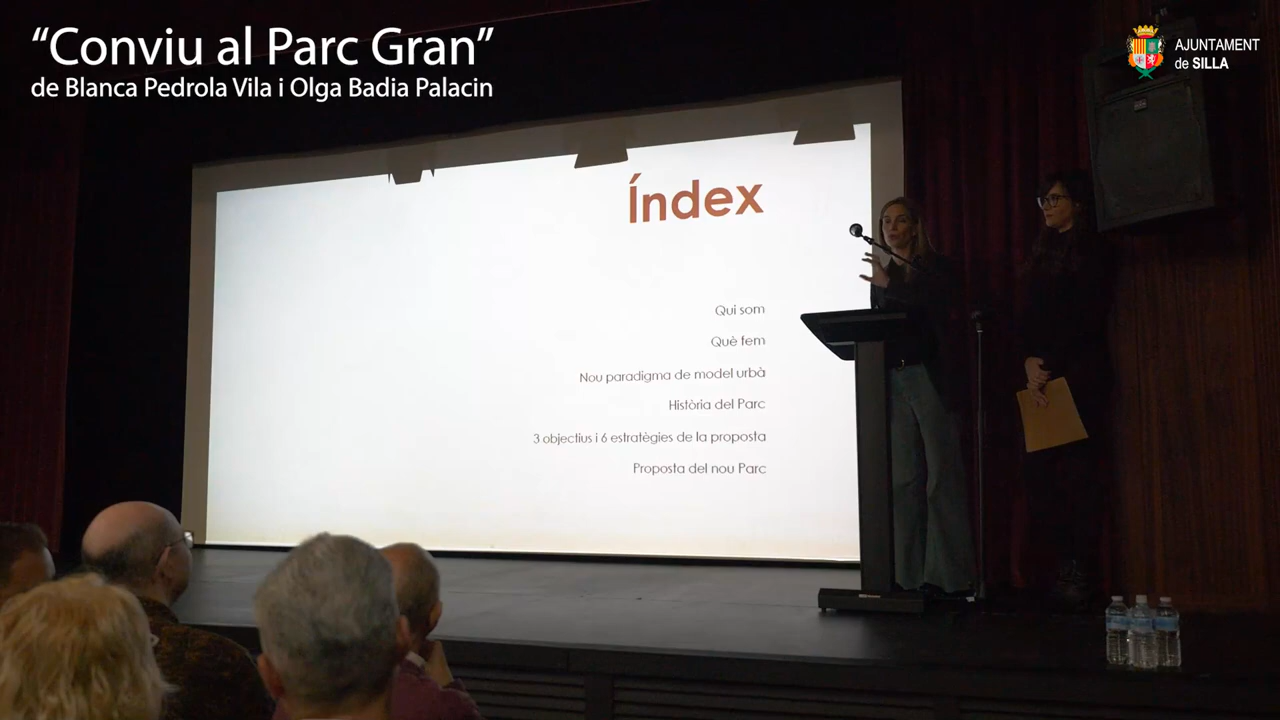 “Conviu al Parc Gran”
de Blanca Pedrola Vila i Olga Badia Palacin
AJUNTAMENT
de SILLA
Índex
Qui som
Què fem
Nou paradigma de model urbà
Història del Parc
3 objectius i 6 estratègies de la proposta
Proposta del nou Parc